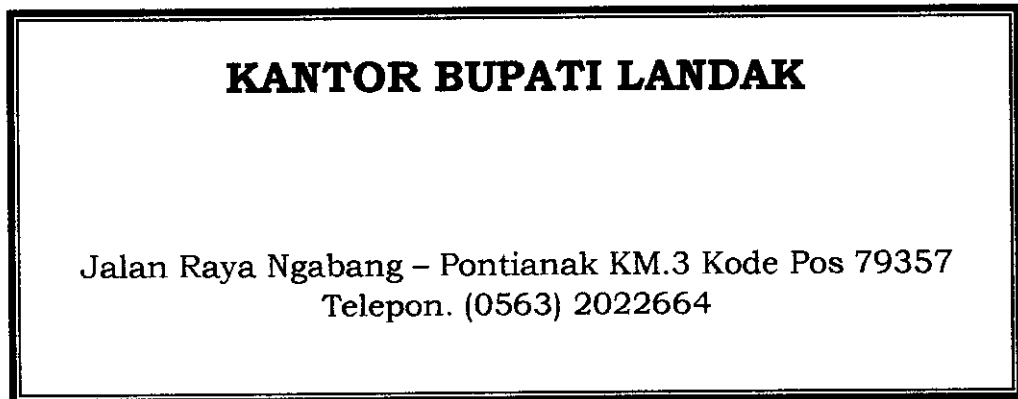 KANTOR BUPATI LANDAK
Jalan Raya Ngabang – Pontianak KM.3 Kode Pos 79357
Telepon. (0563) 2022664